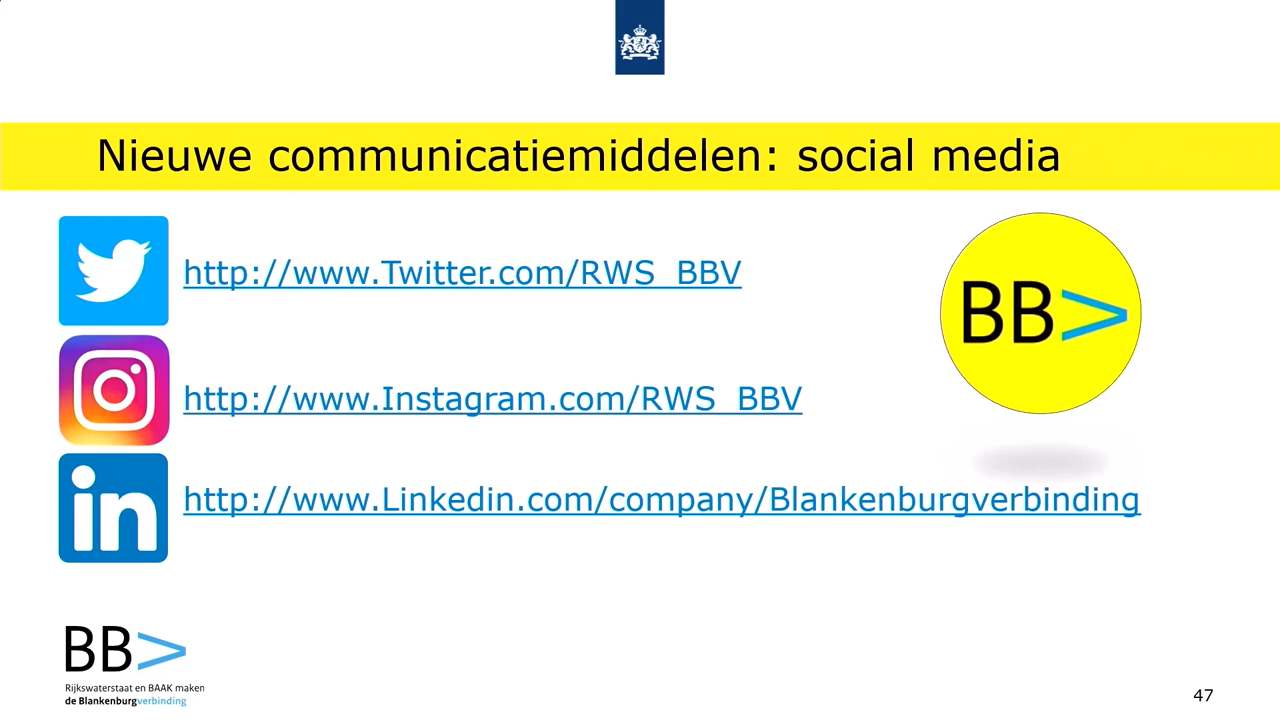 Nieuwe communicatiemiddelen: social media
http://www.Twitter.com/RWS_BBV
BB>
http://www.Instagram.com/RWS_BBV
http://www.Linkedin.com/company/Blankenburgverbinding
BB>
Rijkswaterstaat en BAAK maken
de Blankenburgverbinding
47